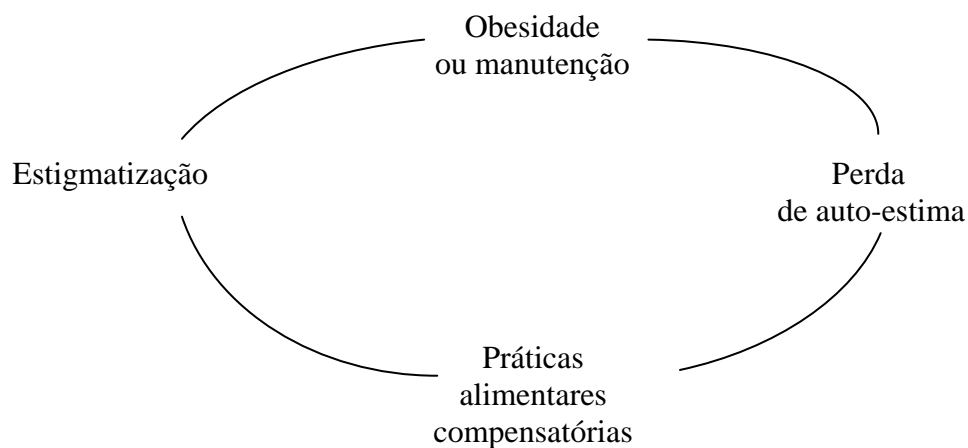 Obesidade
ou manutenção
Estigmatização
Perda
de auto-estima
Práticas
alimentares
compensatórias